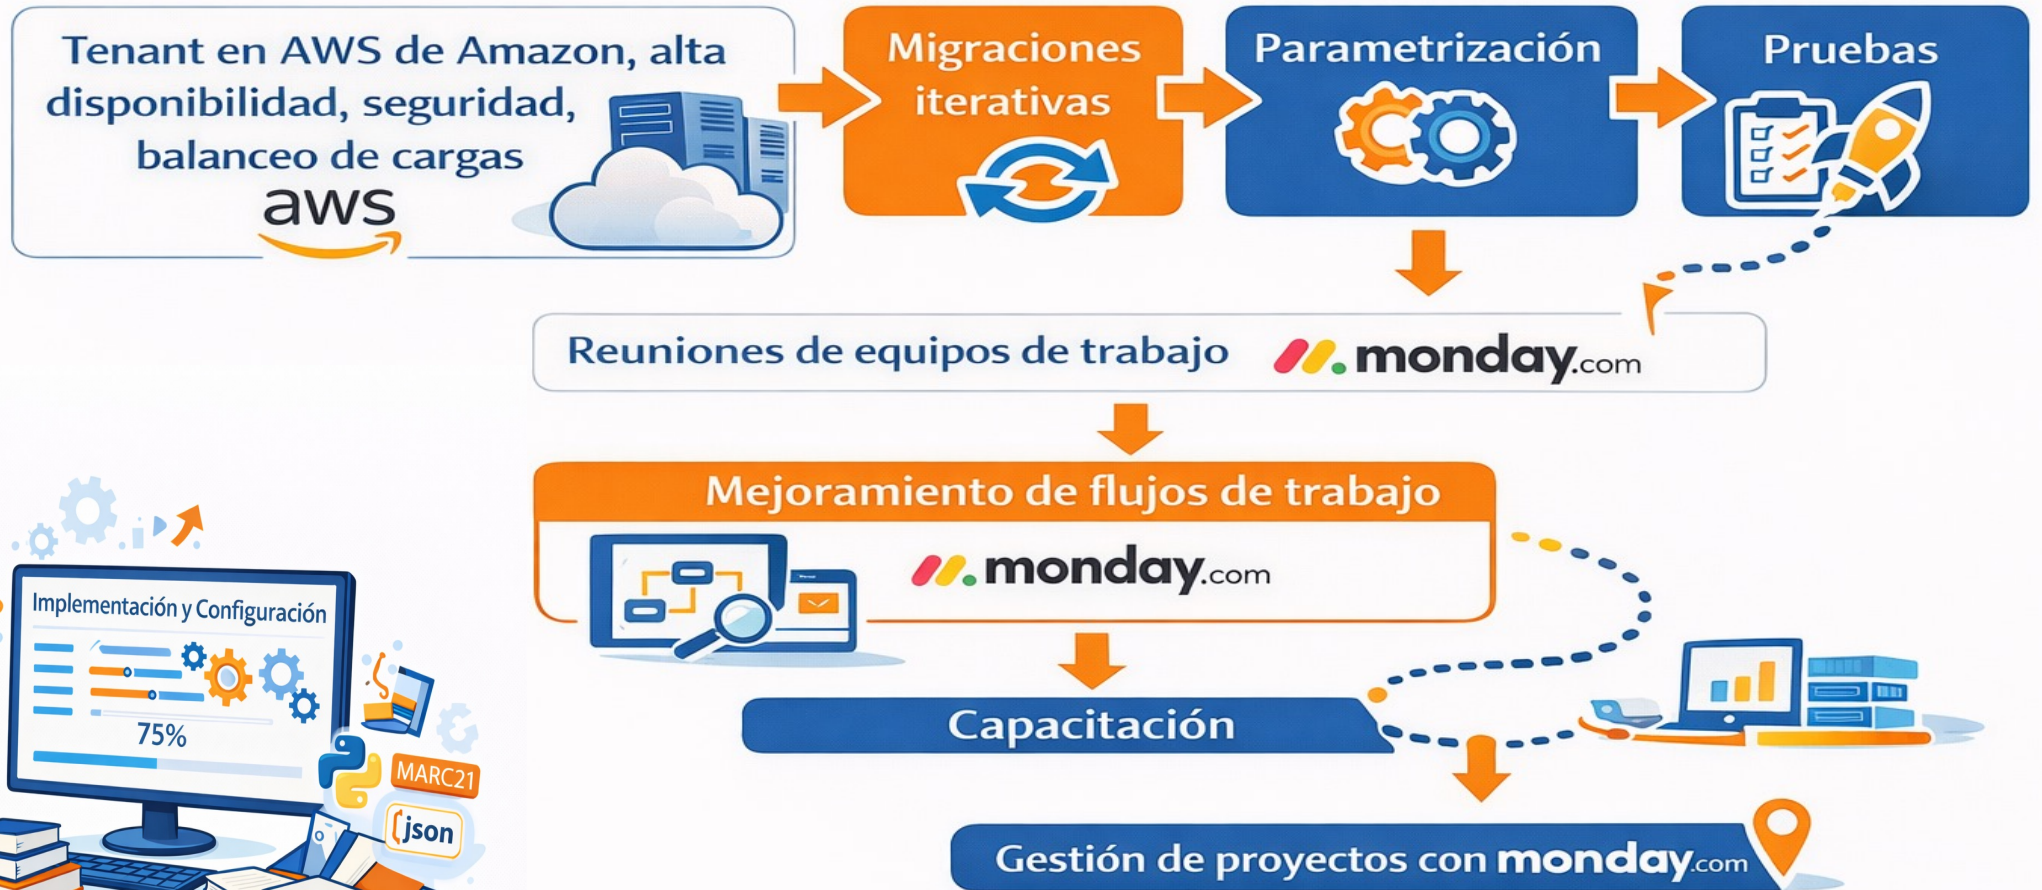 Tenant en AWS de Amazon, alta
disponibilidad, seguridad,
balanceo de cargas
aws
Migraciones
iterativas
Parametrización
Pruebas
Reuniones de equipos de trabajo
monday.com
Mejoramiento de flujos de trabajo
monday.com
Implementación y Configuración
75%
MARC21
json
Capacitación
Gestión de proyectos con monday.com